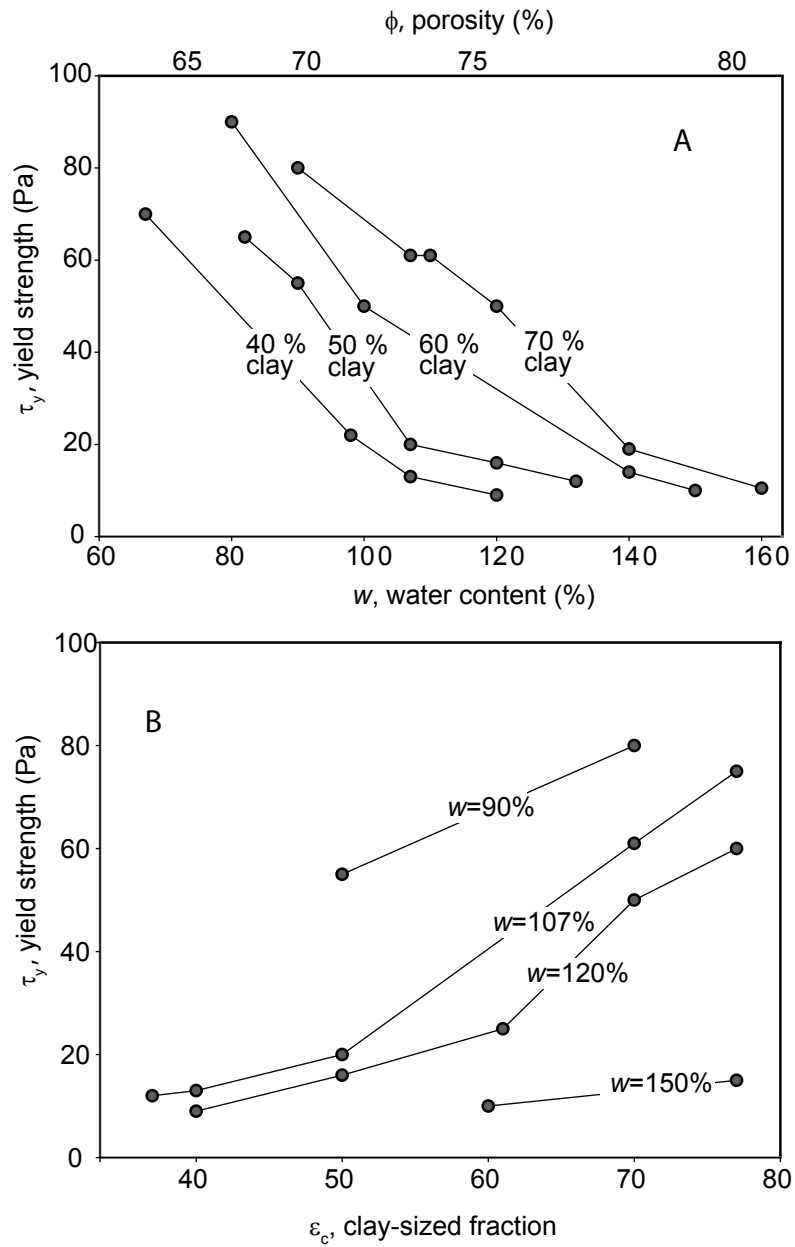 ϕ, porosity (%)
65 70 75 80
100
80
60
40
20
0
τy, yield strength (Pa)
A
40 %
clay
50 %
clay
60 %
clay
70 %
clay
60 80 100 120 140 160
w, water content (%)
100
80
60
40
20
0
τy, yield strength (Pa)
B
w=90%
w=107%
w=120%
w=150%
40 50 60 70 80
εc, clay-sized fraction